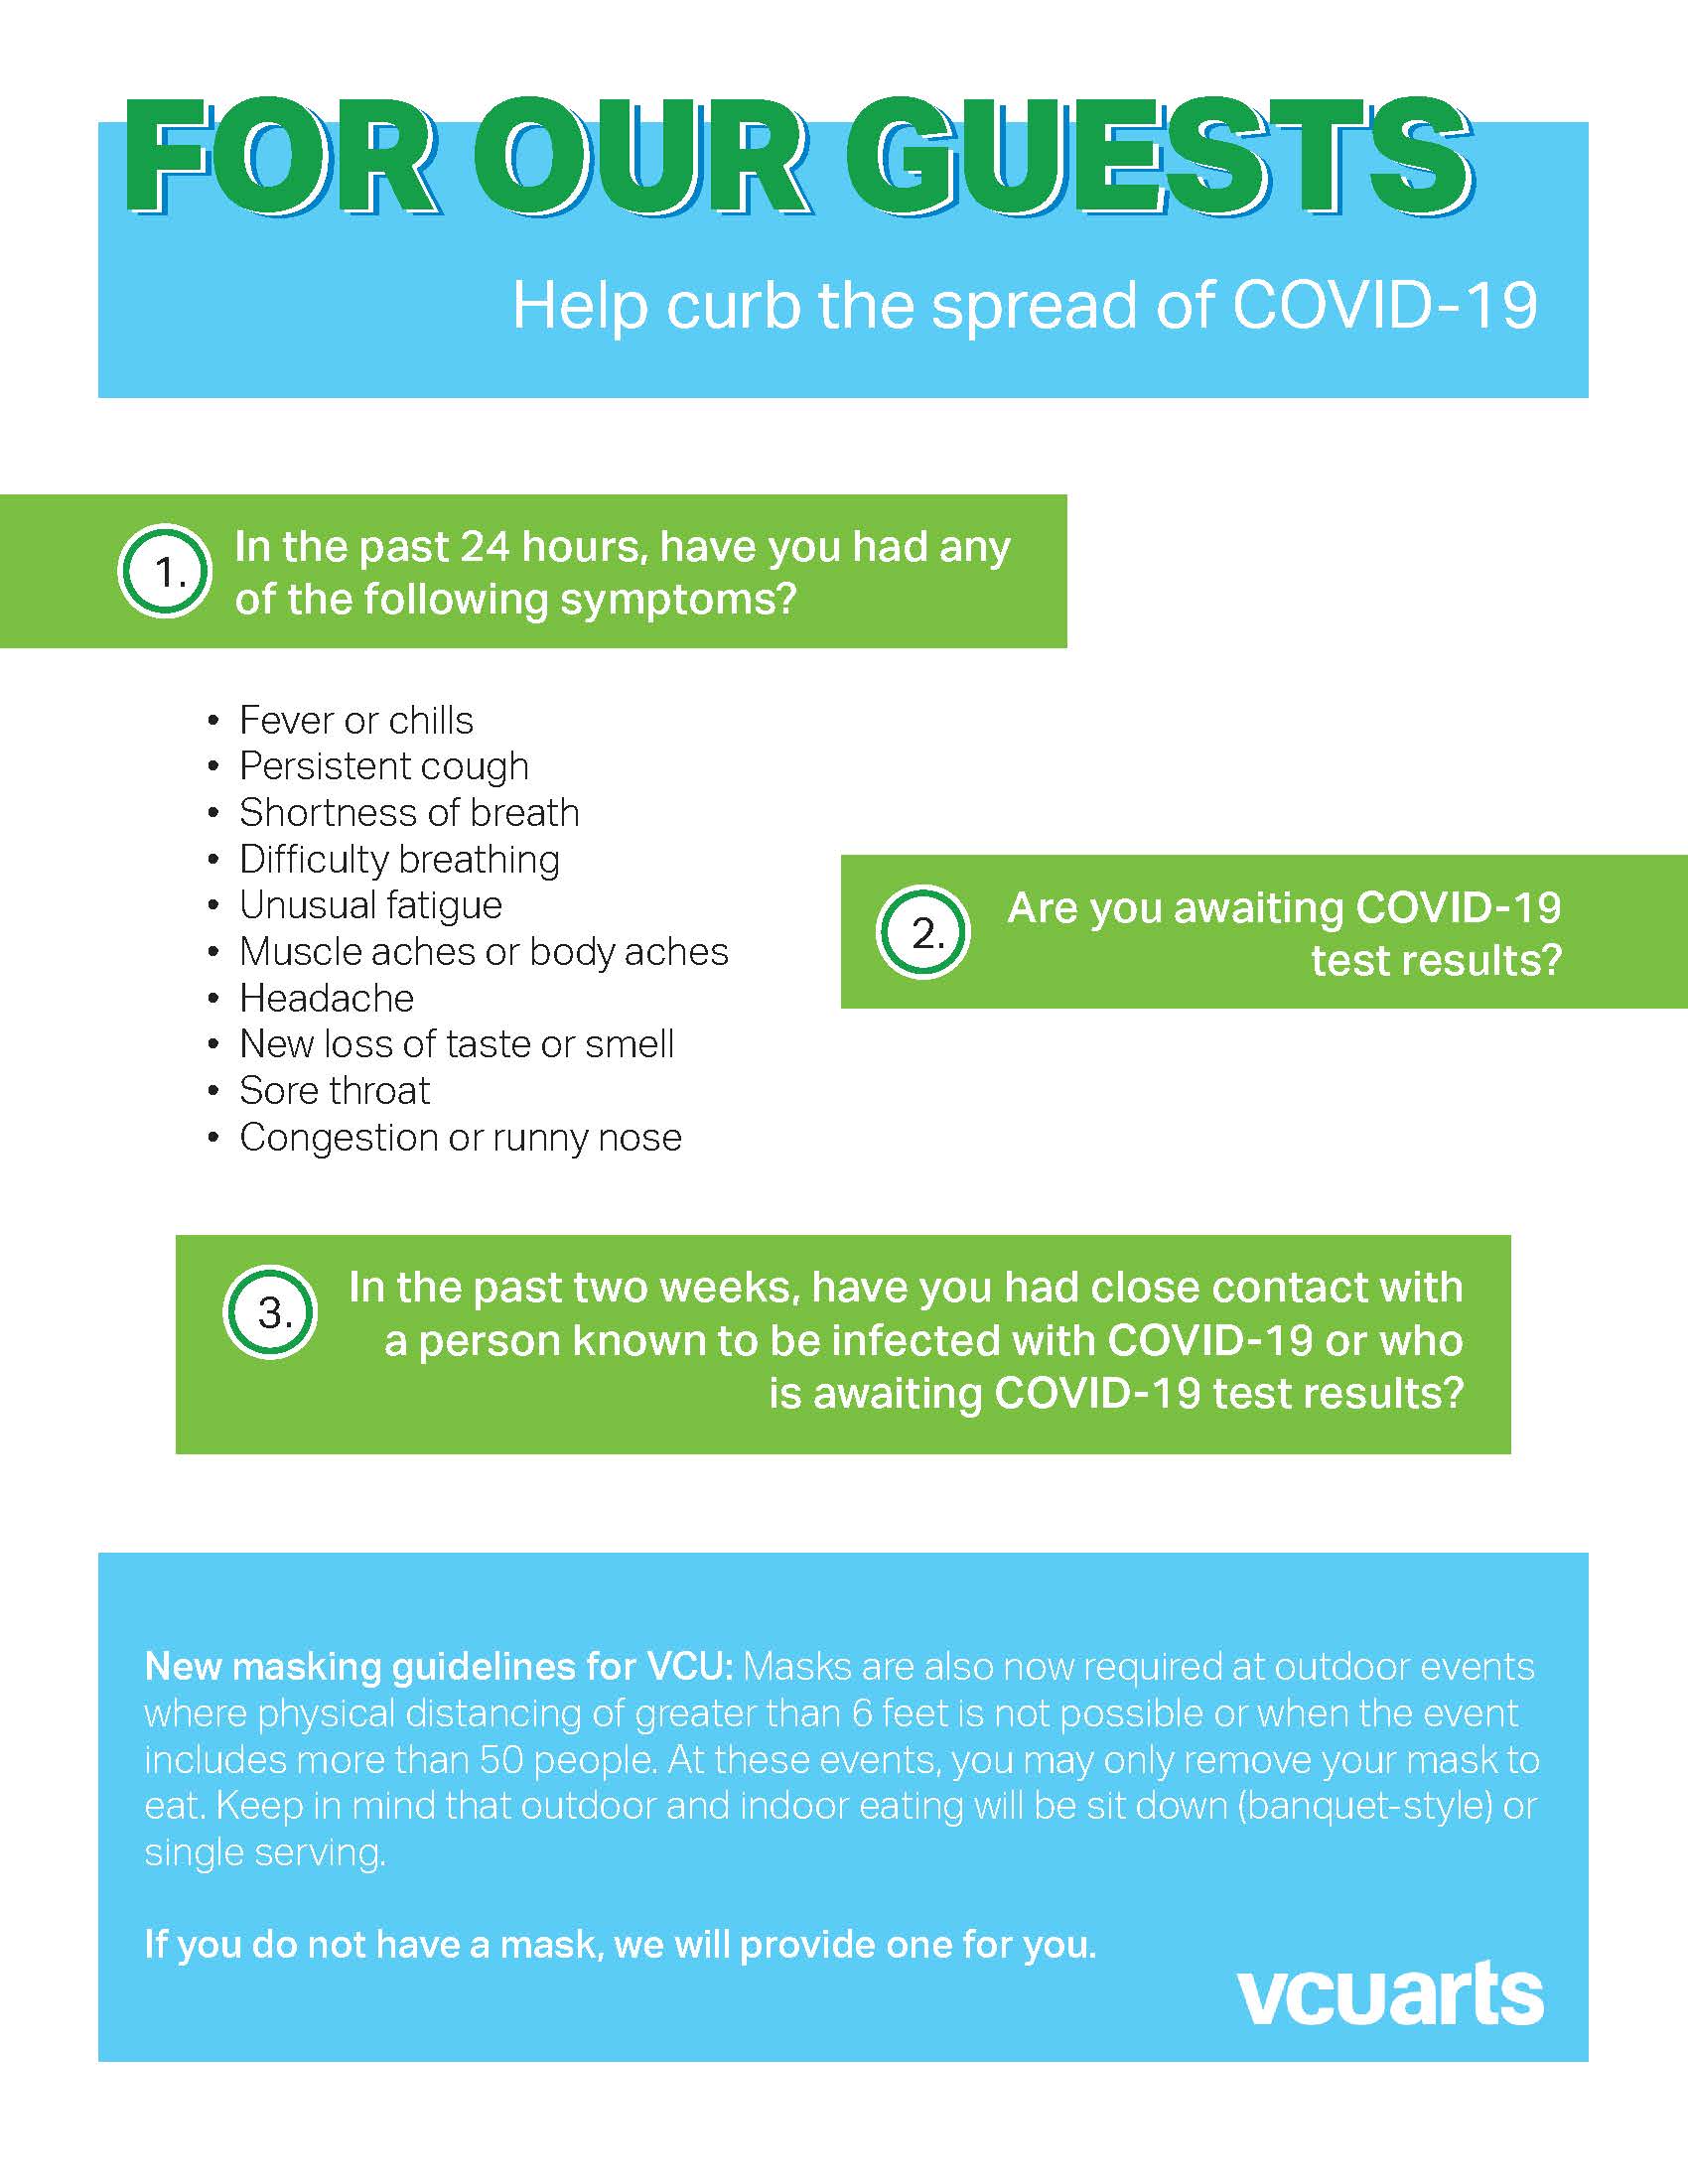 FOR OUR GUESTS
Help curb the spread of COVID-19
1.
In the past 24 hours, have you had any
of the following symptoms?
• Fever or chills
• Persistent cough
• Shortness of breath
• Difficulty breathing
• Unusual fatigue
• Muscle aches or body aches
• Headache
• New loss of taste or smell
• Sore throat
• Congestion or runny nose
2.
Are you awaiting COVID-19
test results?
3.
In the past two weeks, have you had close contact with
a person known to be infected with COVID-19 or who
is awaiting COVID-19 test results?
New masking guidelines for VCU: Masks are also now required at outdoor events
where physical distancing of greater than 6 feet is not possible or when the event
includes more than 50 people. At these events, you may only remove your mask to
eat. Keep in mind that outdoor and indoor eating will be sit down (banquet-style) or
single serving.
If you do not have a mask, we will provide one for you.
vcuarts